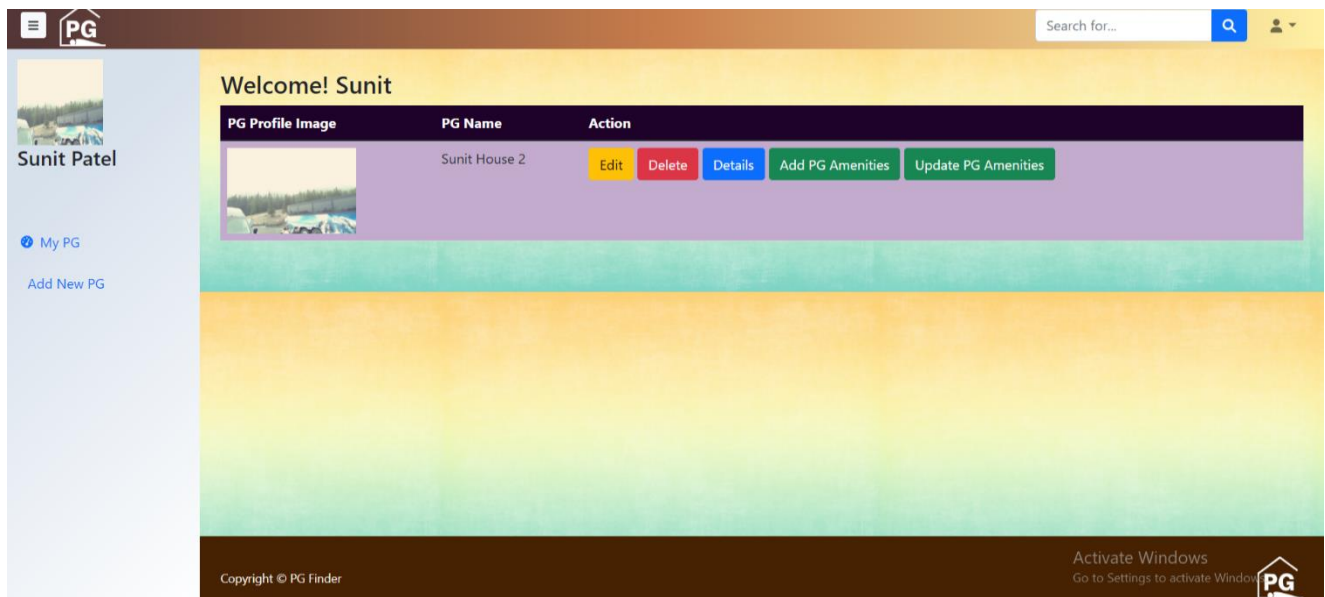 PG
Search for...
Sunit Patel
My PG
Add New PG
Welcome! Sunit
PG Profile Image PG Name Action
Sunit House 2 Edit Delete Details Add PG Amenities Update PG Amenities
Activate Windows
Go to Settings to activate Window
Copyright © PG Finder
PG